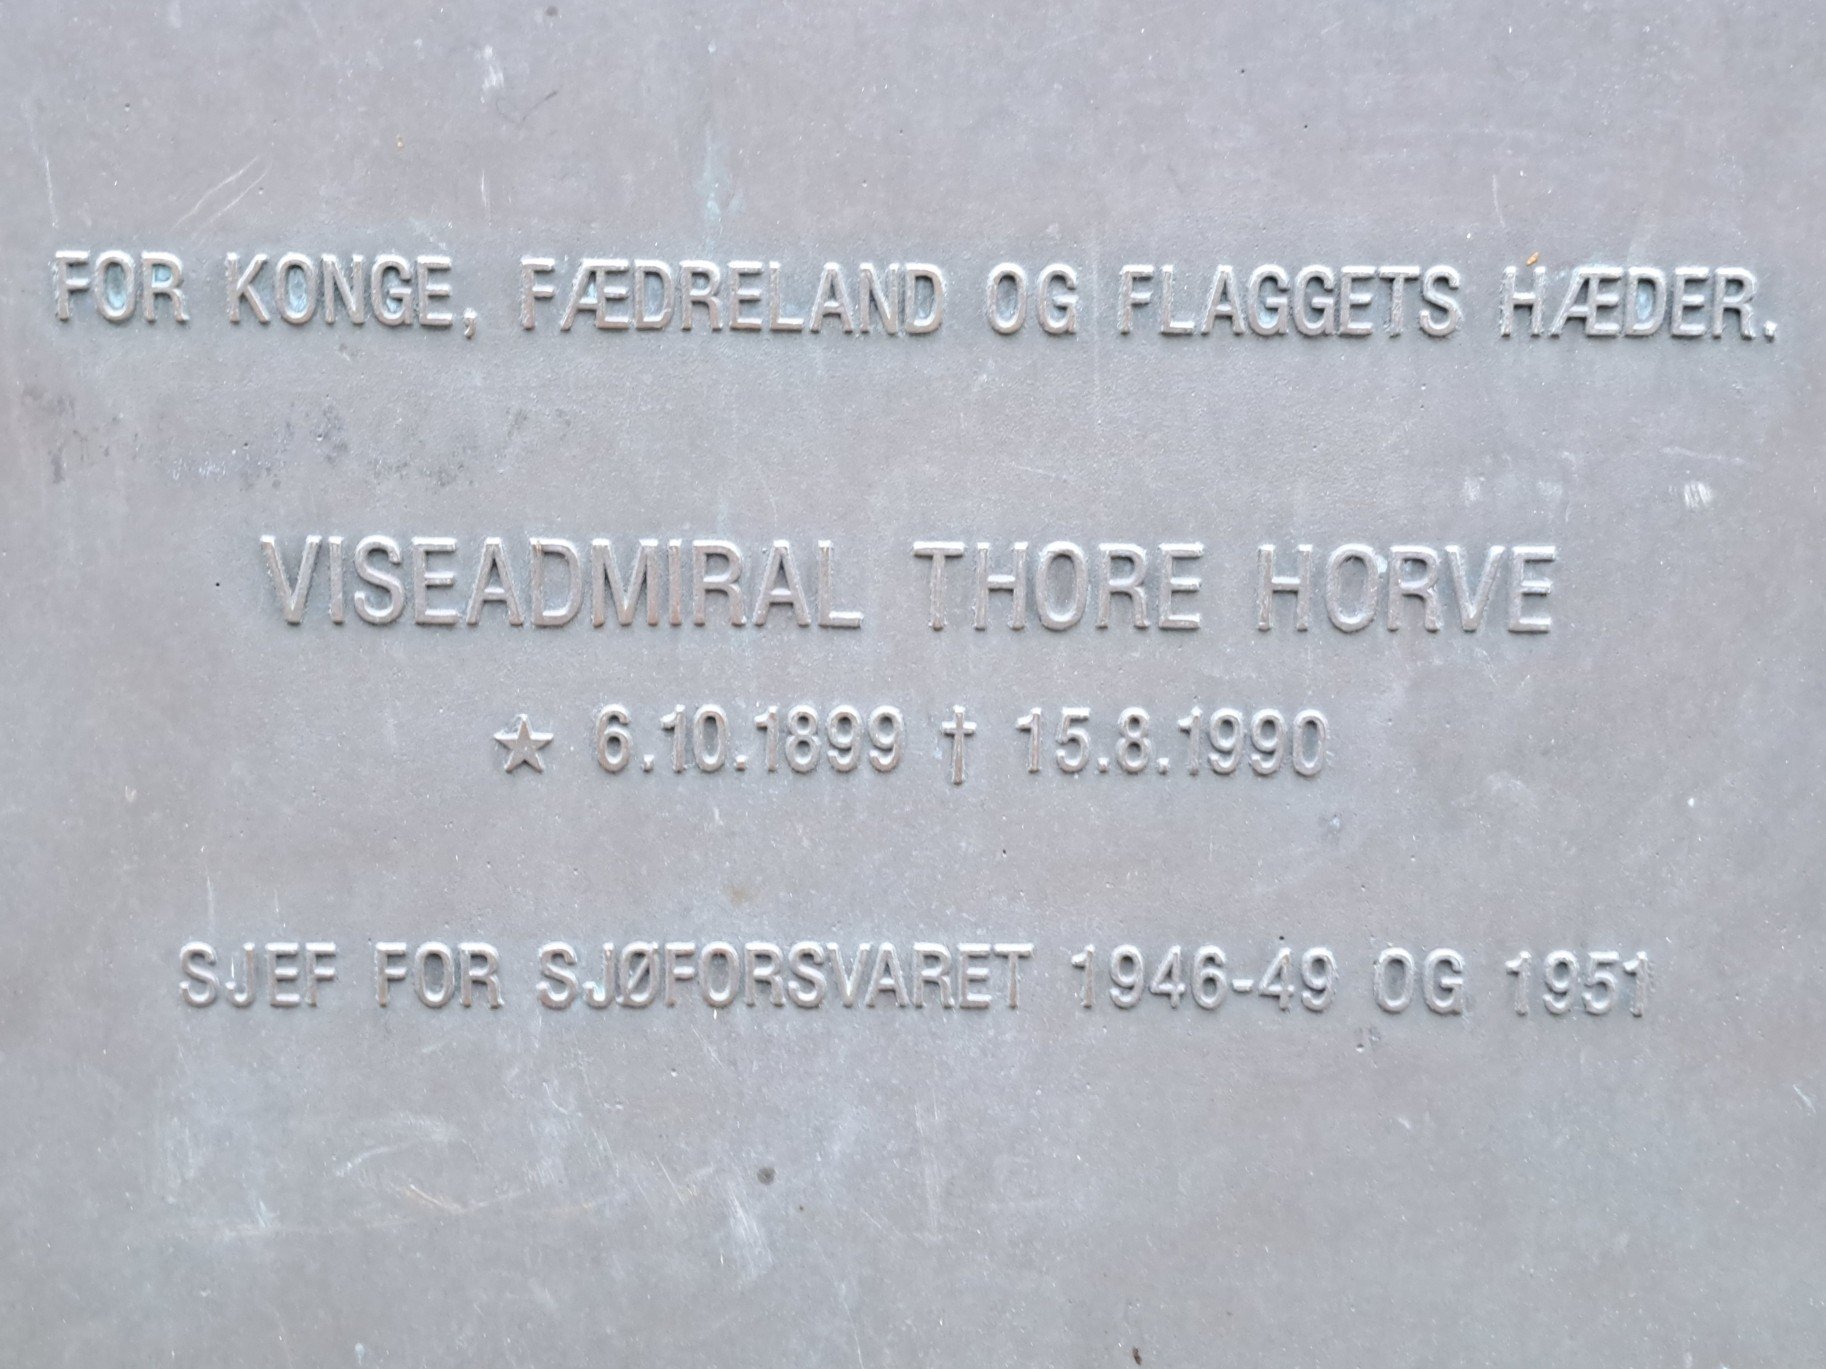 FOR KONGE, FÆDRELAND OG FLAGGETS HÆDER.
VISEADMIRAL THORE HORVE
★ 6.10.1899 † 15.8.1990
SJEF FOR SJØFORSVARET 1946-49 OG 1951